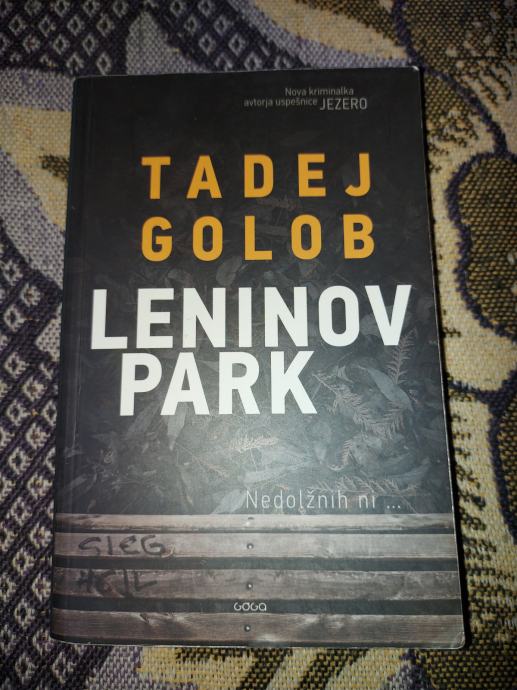 Nova kriminalka
avtorja uspešnice JEZERO
TADEJ
GOLOB
LENINOV
PARK
Nedolžnih ni ...
SIEG
HEIL
GOGA